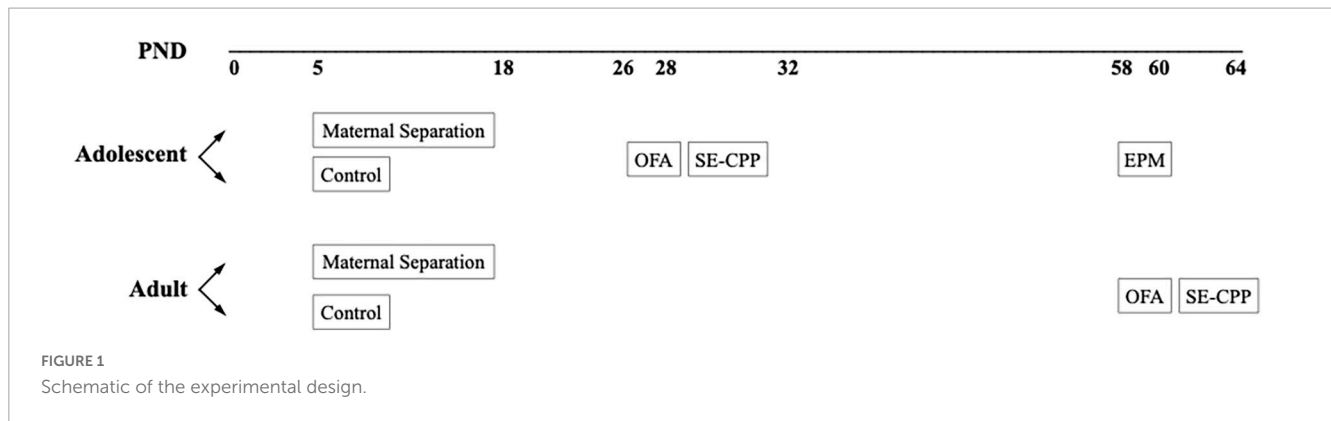 PND
0 5 18 26 28 32 58 60 64
Maternal Separation
Adolescent
Control
OFA SE-CPP EPM
Maternal Separation
Adult
Control
OFA SE-CPP
FIGURE 1
Schematic of the experimental design.